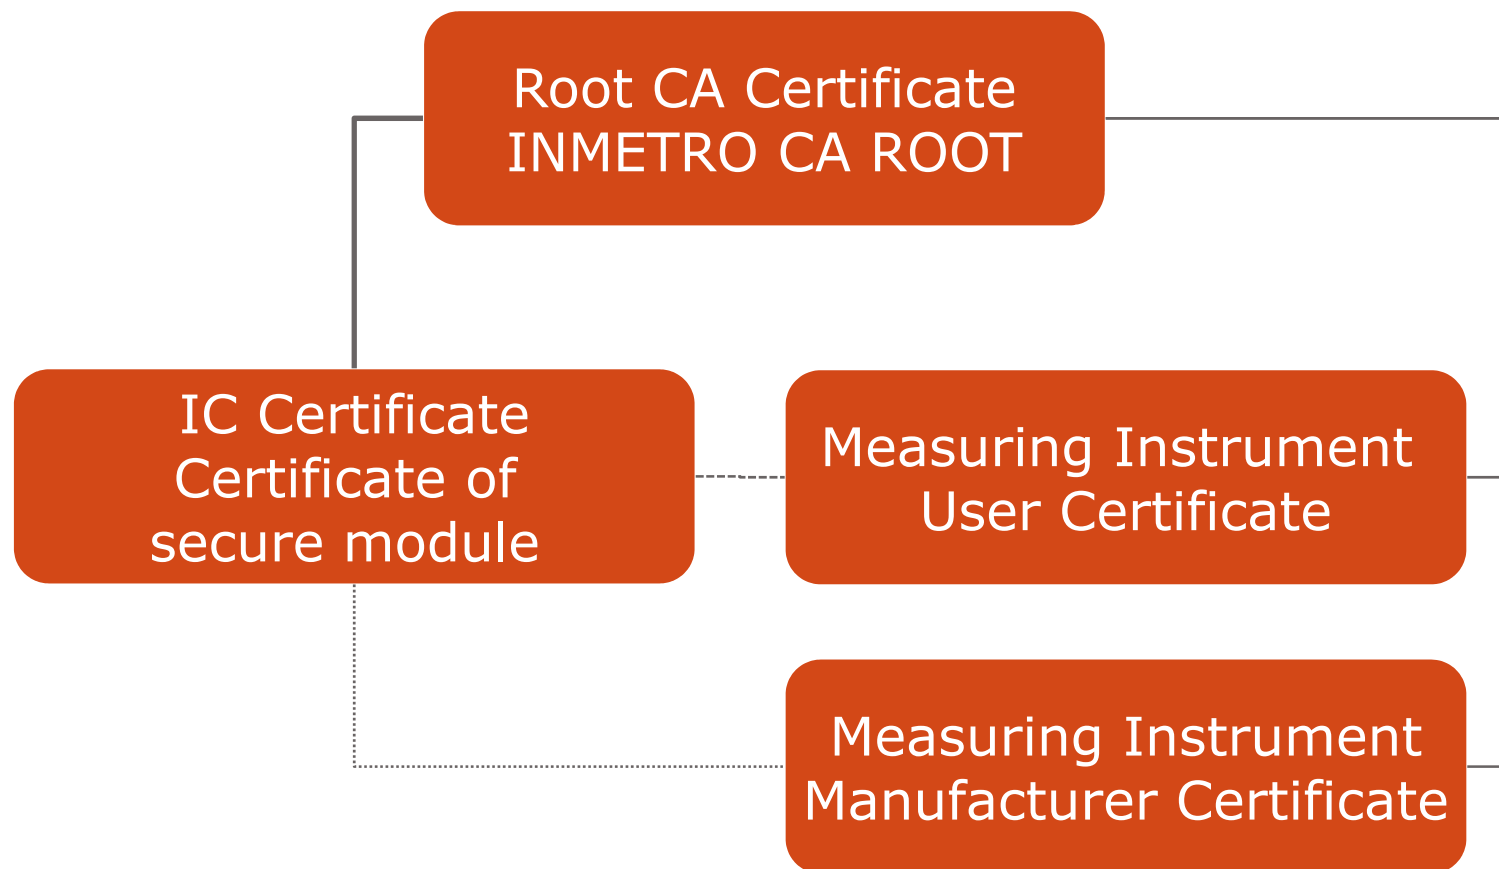 Root CA Certificate
INMETRO CA ROOT
IC Certificate
Certificate of
secure module
Measuring Instrument
User Certificate
Measuring Instrument
Manufacturer Certificate